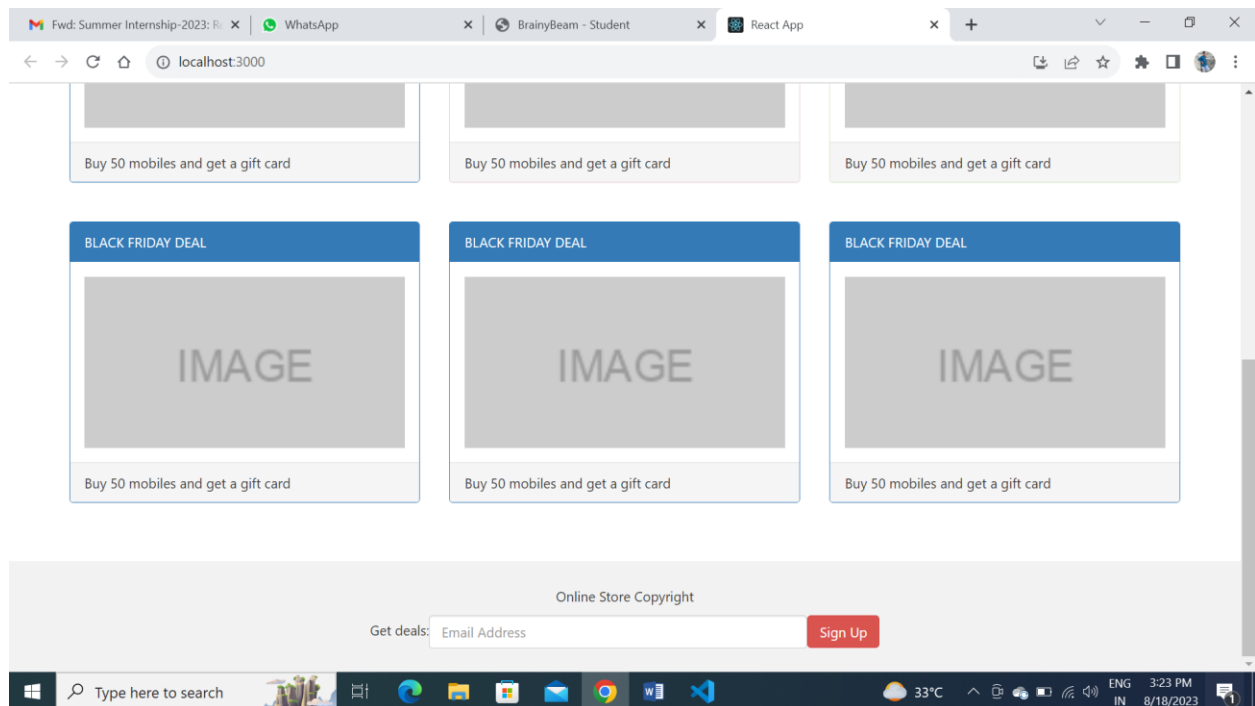 Fwd: Summer Internship-2023: R
WhatsApp
BrainyBeam - Student
React App
localhost:3000
Buy 50 mobiles and get a gift card
Buy 50 mobiles and get a gift card
Buy 50 mobiles and get a gift card
BLACK FRIDAY DEAL
BLACK FRIDAY DEAL
BLACK FRIDAY DEAL
IMAGE
IMAGE
IMAGE
Buy 50 mobiles and get a gift card
Buy 50 mobiles and get a gift card
Buy 50 mobiles and get a gift card
Online Store Copyright
Get deals: Email Address Sign Up
Type here to search
33°C
ENG
IN
3:23 PM
8/18/2023
1